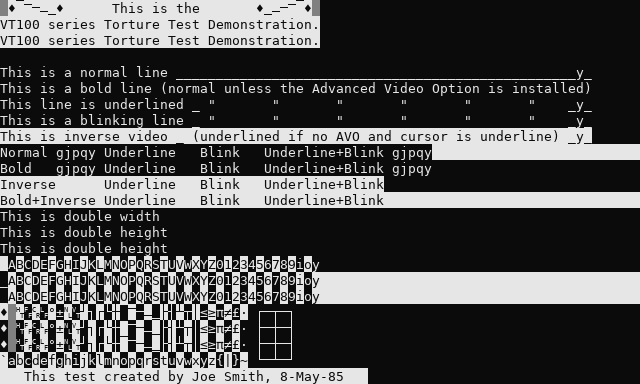 ♦ This is the ♦
VT100 series Torture Test Demonstration.
VT100 series Torture Test Demonstration.
This is a normal line __________________________________________________y_
This is a bold line (normal unless the Advanced Video Option is installed)
This line is underlined _ " " " " " " _y_
This is a blinking line _ " " " " " " _y_
This is inverse video _ (underlined if no AVO and cursor is underline) _y_
Normal gjpqy Underline Blink Underline+Blink gjpqy
Bold gjpqy Underline Blink Underline+Blink gjpqy
Inverse Underline Blink Underline+Blink
Bold+Inverse Underline Blink Underline+Blink
This is double width
This is double height
This is double height
_ABCDEFGHIJKLMNOPQRSTUVWXYZ0123456789ioy
_ABCDEFGHIJKLMNOPQRSTUVWXYZ0123456789ioy
_ABCDEFGHIJKLMNOPQRSTUVWXYZ0123456789ioy
`abcdefghijklmnopqrstuvwxyz{|}~
This test created by Joe Smith, 8-May-85